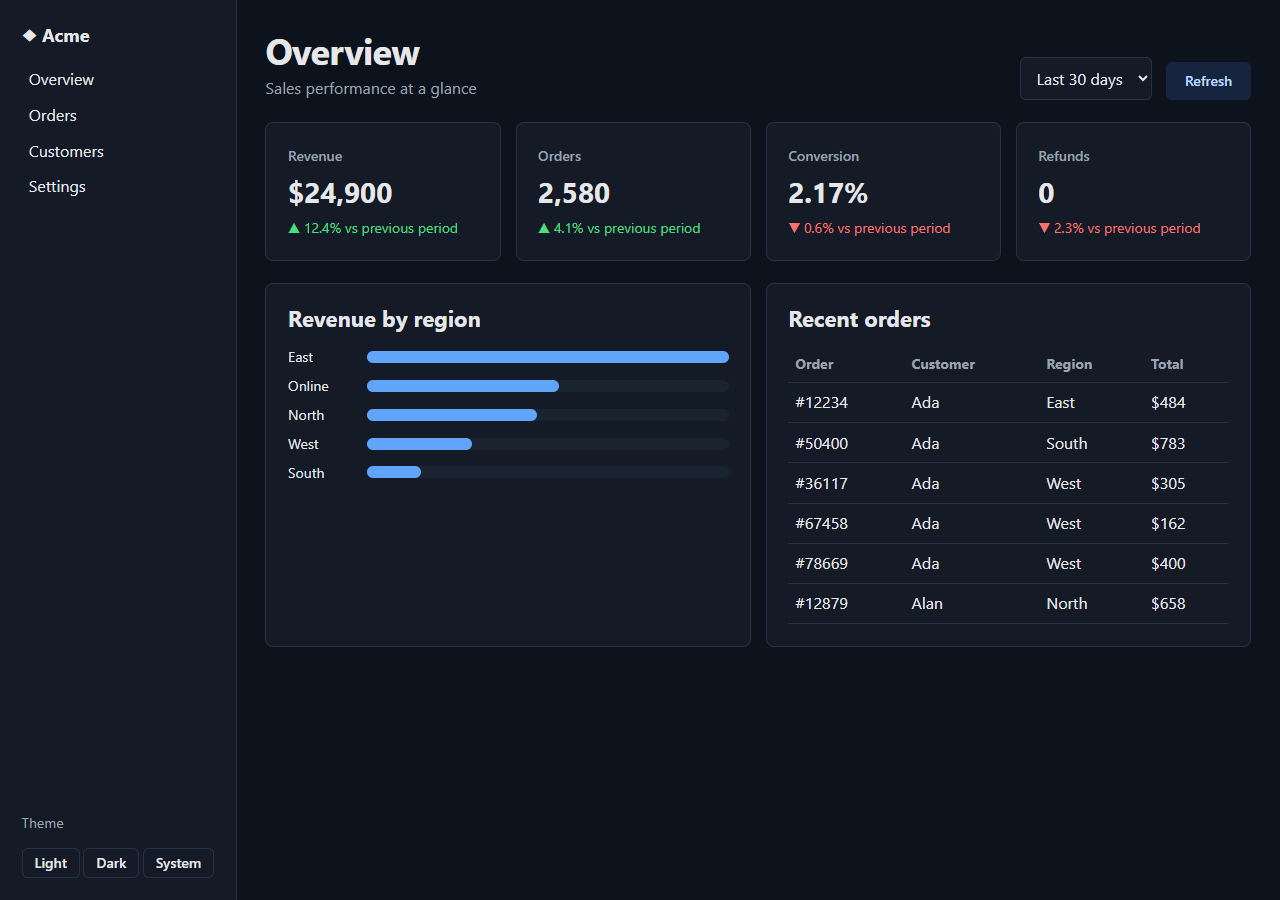 ◆ Acme
Overview
Orders
Customers
Settings
Theme
Light Dark System
Overview
Sales performance at a glance
Last 30 days
Refresh
Revenue
$24,900
▲ 12.4% vs previous period
Orders
2,580
▲ 4.1% vs previous period
Conversion
2.17%
▼ 0.6% vs previous period
Refunds
0
▼ 2.3% vs previous period
Revenue by region
East
Online
North
West
South
Recent orders
Order Customer Region Total
#12234 Ada East $484
#50400 Ada South $783
#36117 Ada West $305
#67458 Ada West $162
#78669 Ada West $400
#12879 Alan North $658